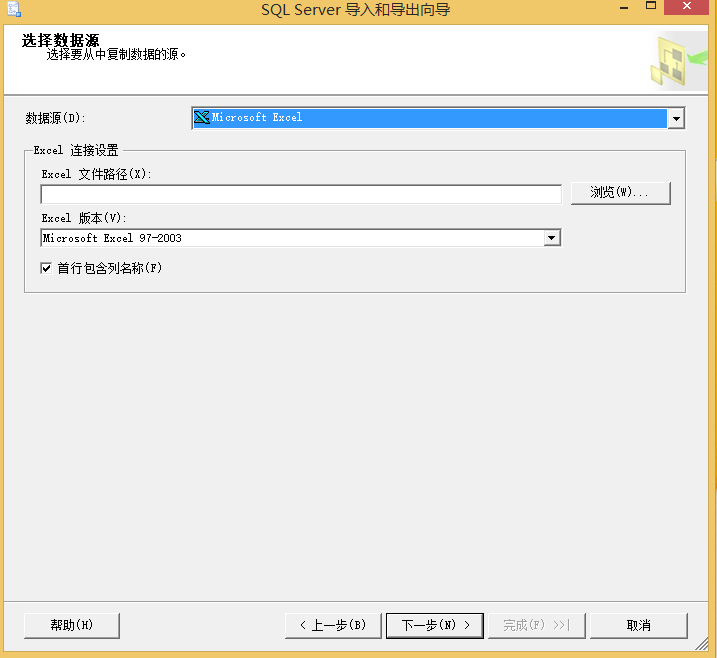 SQL Server 导入和导出向导
选择数据源
选择要从中复制数据的源。
数据源(D):
Microsoft Excel
Excel 连接设置
Excel 文件路径(X):
浏览(W)...
Excel 版本(V):
Microsoft Excel 97-2003
首行包含列名称(F)
帮助(H)
< 上一步(B)
下一步(N) >
完成(F) >>|
取消